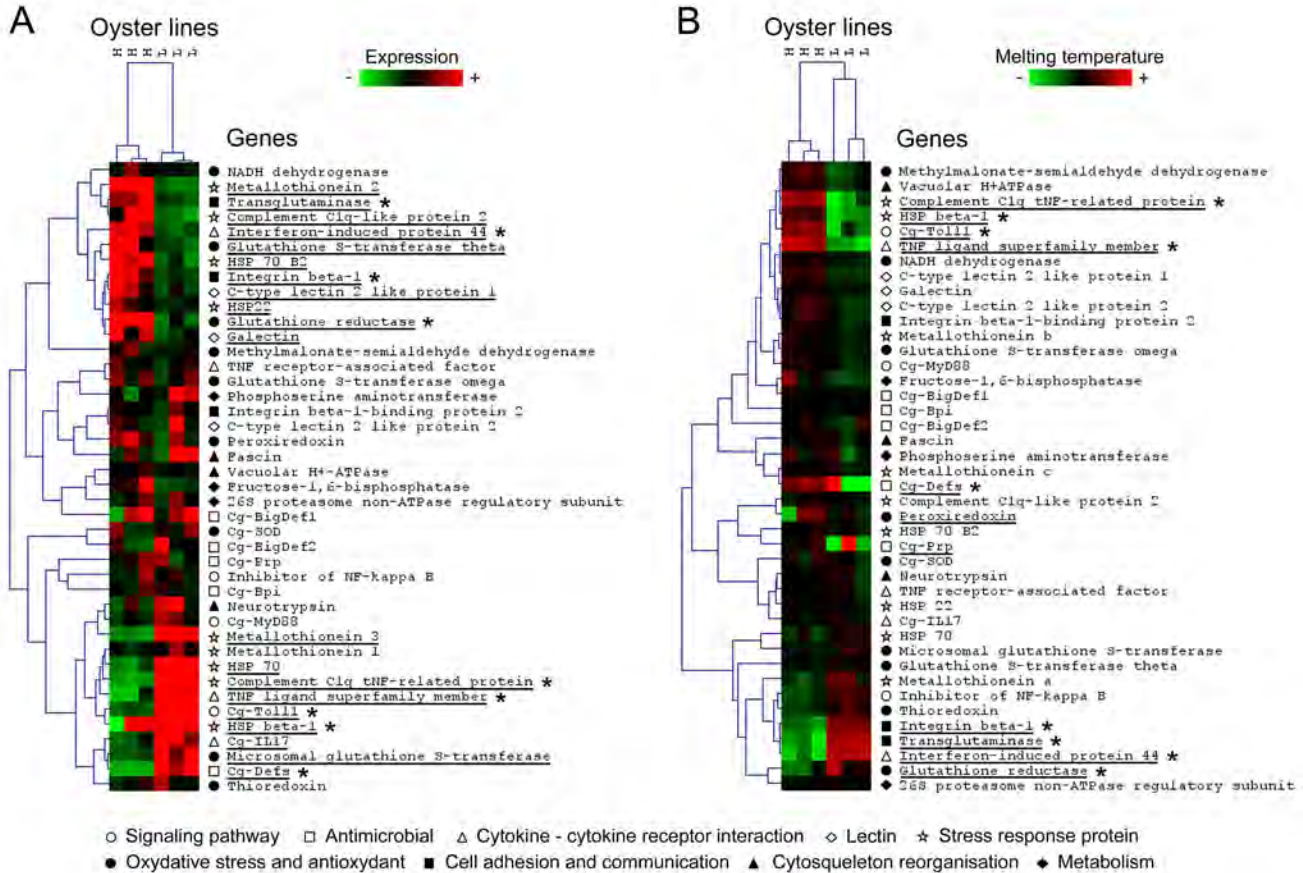 A
Oyster lines
H H H L L L
Expression
- +
Genes
NADH dehydrogenase
Metallothionein 2
Transglutaminase *
Complement C1q-like protein 2
Interferon-induced protein 44 *
Glutathione S-transferase theta
HSP 70 B2
Integrin beta-1 *
C-type lectin 2 like protein 1
HSP22
Glutathione reductase *
Galectin
Methylmalonate-semialdehyde dehydrogenase
TNF receptor-associated factor
Glutathione S-transferase omega
Phosphoserine aminotransferase
Integrin beta-1-binding protein 2
C-type lectin 2 like protein 2
Peroxiredoxin
Fascin
Vacuolar H+-ATPase
Fructose-1,6-bisphosphatase
26S proteasome non-ATPase regulatory subunit
Cg-BigDef1
Cg-SOD
Cg-BigDef2
Cg-Prp
Inhibitor of NF-kappa B
Cg-Bpi
Neurotrypsin
Cg-MyD88
Metallothionein 3
Metallothionein 1
HSP 70
Complement C1q tNF-related protein *
TNF ligand superfamily member *
Cg-Toll1 *
HSP beta-1 *
Cg-IL17
Microsomal glutathione S-transferase
Cg-Defs *
Thioredoxin
B
Oyster lines
H H H L L L
Melting temperature
- +
Genes
Methylmalonate-semialdehyde dehydrogenase
Vacuolar H+ATPase
Complement C1q tNF-related protein *
HSP beta-1 *
Cg-Toll1 *
TNF ligand superfamily member *
NADH dehydrogenase
C-type lectin 2 like protein 1
Galectin
C-type lectin 2 like protein 2
Integrin beta-1-binding protein 2
Metallothionein b
Glutathione S-transferase omega
Cg-MyD88
Fructose-1,6-bisphosphatase
Cg-BigDef1
Cg-Bpi
Cg-BigDef2
Fascin
Phosphoserine aminotransferase
Metallothionein c
Cg-Defs *
Complement C1q-like protein 2
Peroxiredoxin
HSP 70 B2
Cg-Prp
Cg-SOD
Neurotrypsin
TNF receptor-associated factor
HSP 22
Cg-IL17
HSP 70
Microsomal glutathione S-transferase
Glutathione S-transferase theta
Metallothionein a
Inhibitor of NF-kappa B
Thioredoxin
Integrin beta-1 *
Transglutaminase *
Interferon-induced protein 44 *
Glutathione reductase *
26S proteasome non-ATPase regulatory subunit
Signaling pathway Antimicrobial Cytokine - cytokine receptor interaction Lectin Stress response protein
Oxydative stress and antioxydant Cell adhesion and communication Cytosqueleton reorganisation Metabolism